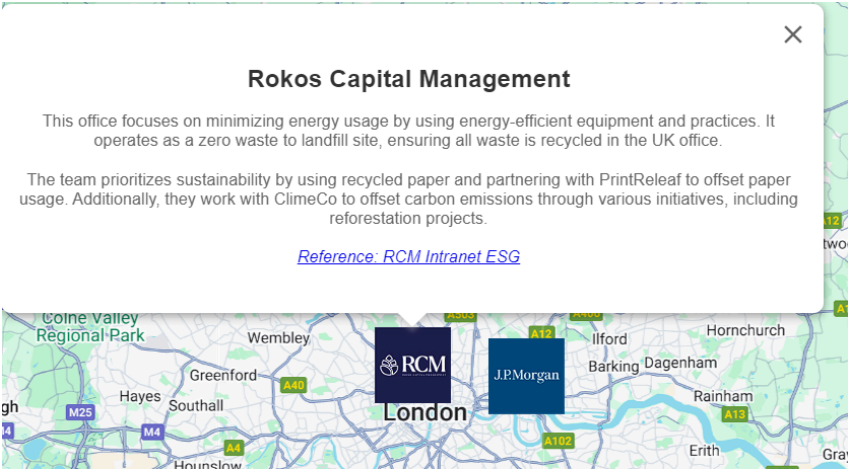 Rokos Capital Management
This office focuses on minimizing energy usage by using energy-efficient equipment and practices. It
operates as a zero waste to landfill site, ensuring all waste is recycled in the UK office.
The team prioritizes sustainability by using recycled paper and partnering with PrintReleaf to offset paper
usage. Additionally, they work with ClimeCo to offset carbon emissions through various initiatives, including
reforestation projects.
Reference: RCM Intranet ESG
A12
Colne Valley
Regional Park
A503
A406
A12
Wembley
Ilford
Hornchurch
RCM
J.P.Morgan
Greenford
Barking
Dagenham
A40
Hayes
Southall
Rainham
M25
London
A13
M4
A4
A102
Hounslow
Erith